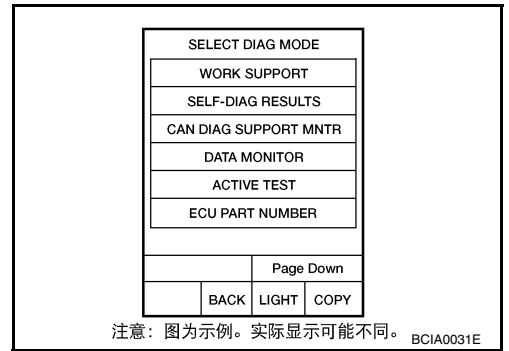 SELECT DIAG MODE
WORK SUPPORT
SELF-DIAG RESULTS
CAN DIAG SUPPORT MNTR
DATA MONITOR
ACTIVE TEST
ECU PART NUMBER
Page Down
BACK LIGHT COPY
注意：图为示例。实际显示可能不同。
BCIA0031E